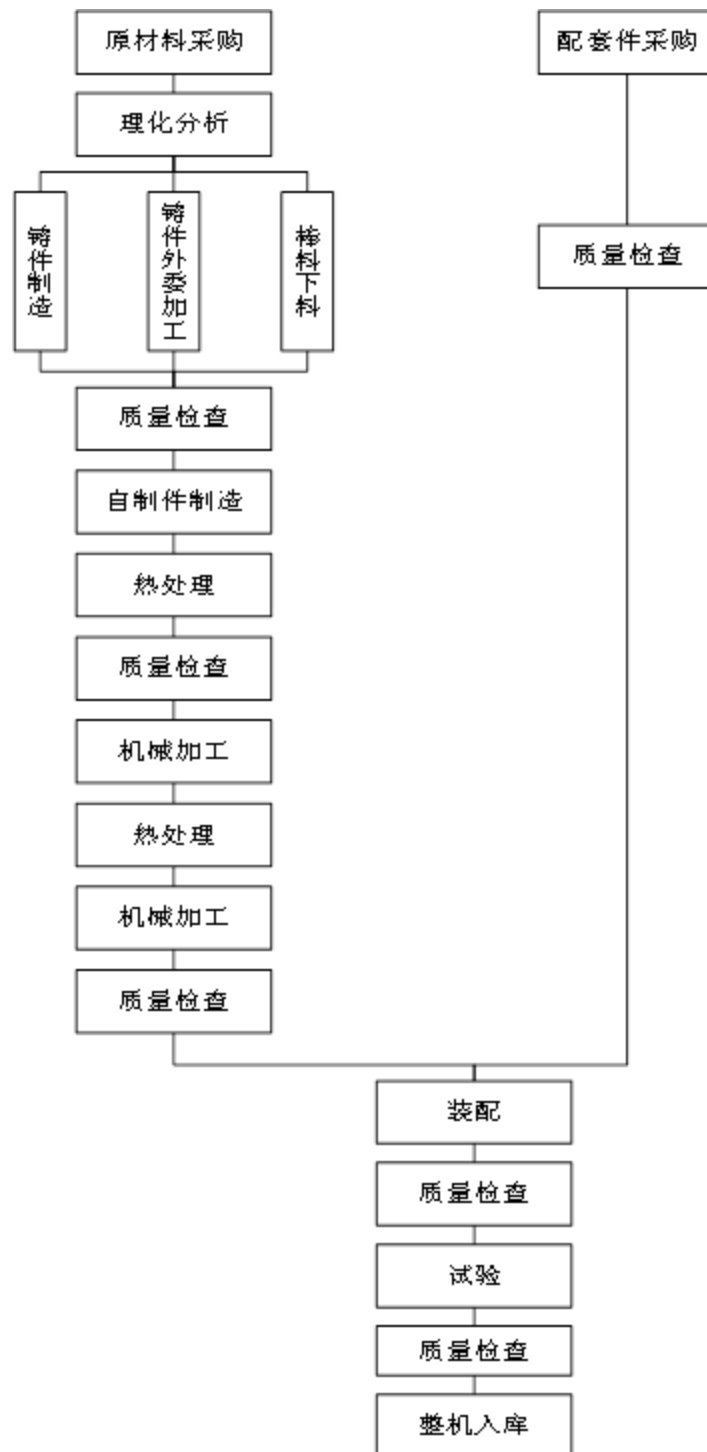 原材料采购
配套件采购
理化分析
铸件制造
铸件外委加工
棒料下料
质量检查
质量检查
自制件制造
热处理
质量检查
机械加工
热处理
机械加工
质量检查
装配
质量检查
试验
质量检查
整机入库